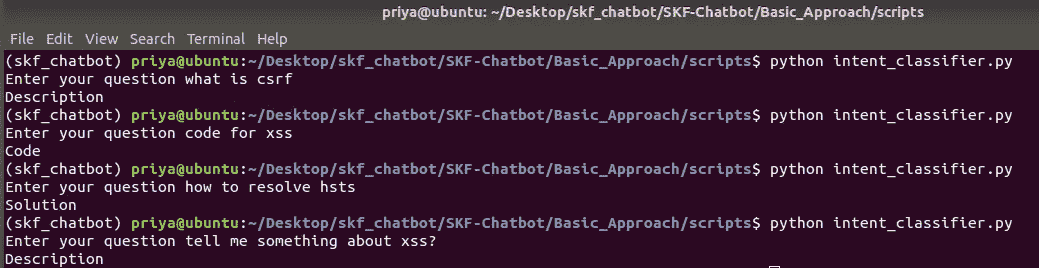 priya@ubuntu: ~/Desktop/skf_chatbot/SKF-Chatbot/Basic_Approach/scripts
File Edit View Search Terminal Help
(skf_chatbot) priya@ubuntu:~/Desktop/skf_chatbot/SKF-Chatbot/Basic_Approach/scripts$ python intent_classifier.py
Enter your question what is csrf
Description
(skf_chatbot) priya@ubuntu:~/Desktop/skf_chatbot/SKF-Chatbot/Basic_Approach/scripts$ python intent_classifier.py
Enter your question code for xss
Code
(skf_chatbot) priya@ubuntu:~/Desktop/skf_chatbot/SKF-Chatbot/Basic_Approach/scripts$ python intent_classifier.py
Enter your question how to resolve hsts
Solution
(skf_chatbot) priya@ubuntu:~/Desktop/skf_chatbot/SKF-Chatbot/Basic_Approach/scripts$ python intent_classifier.py
Enter your question tell me something about xss?
Description